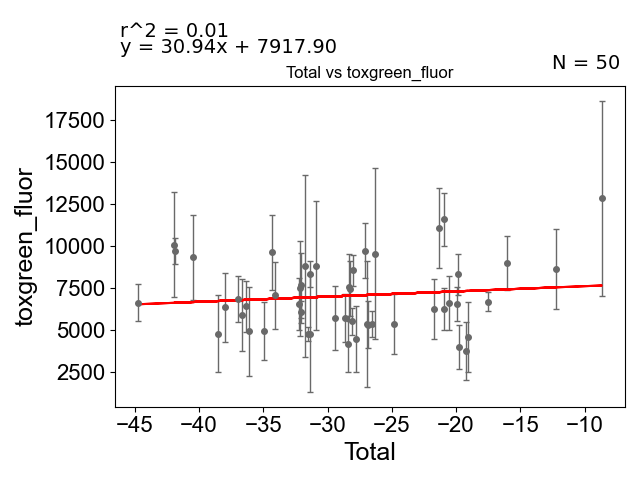 r^2 = 0.01
y = 30.94x + 7917.90
N = 50
Total vs toxgreen_fluor
17500
15000
12500
10000
7500
5000
2500
toxgreen_fluor
−45 −40 −35 −30 −25 −20 −15 −10
Total